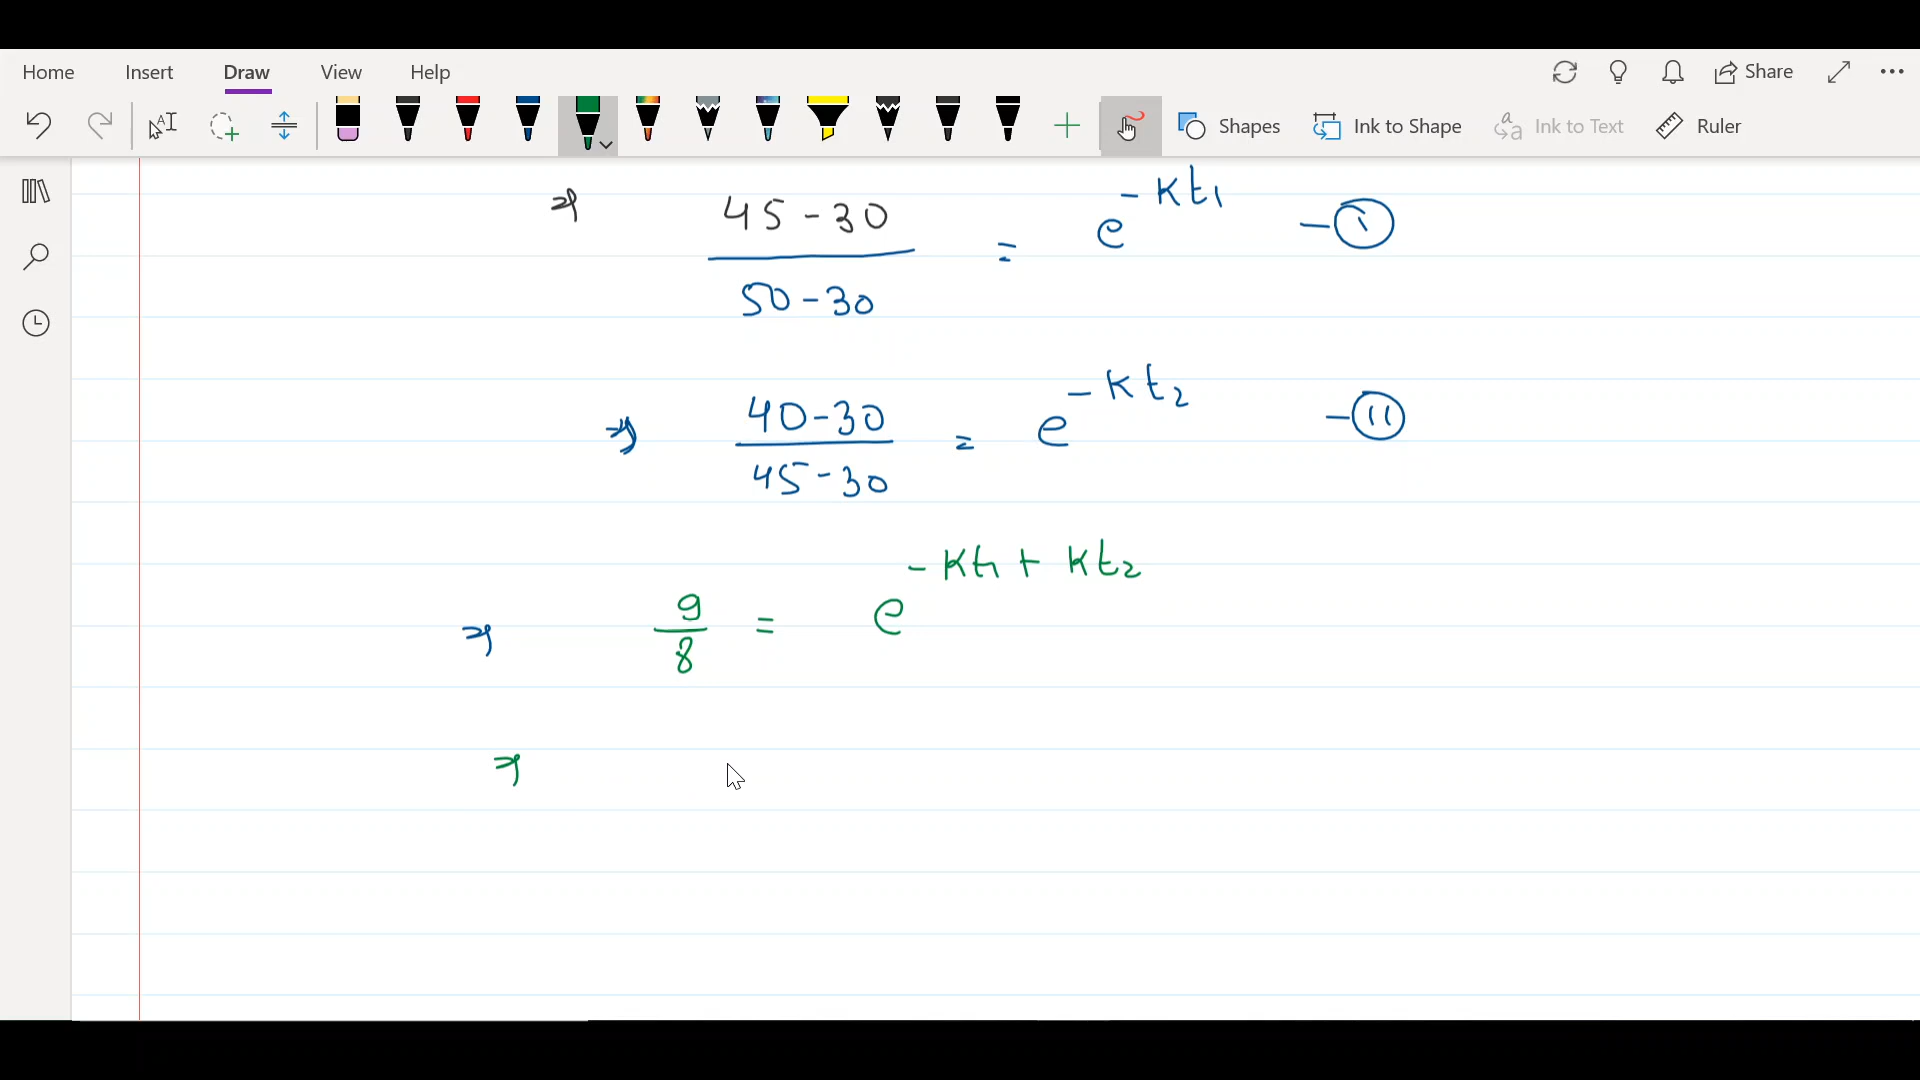 Home Insert Draw View Help Share
Shapes Ink to Shape Ink to Text Ruler
⇒ 45-30 / 50-30 = e^{-kt₁} -(I)
⇒ 40-30 / 45-30 = e^{-kt₂} -(II)
⇒ 9/8 = e^{-kt₁ + kt₂}
⇒